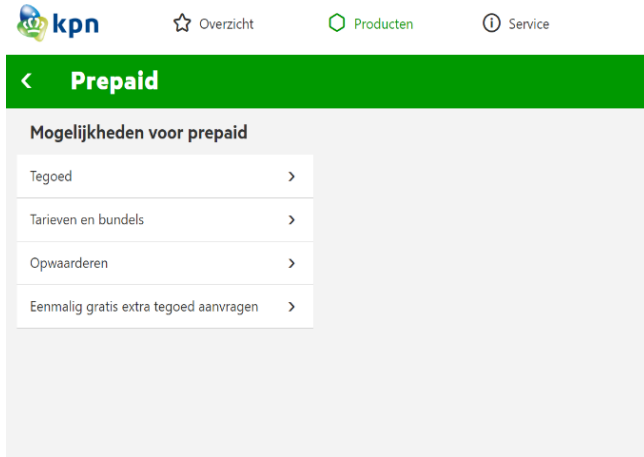 kpn
Overzicht
Producten
Service
Prepaid
Mogelijkheden voor prepaid
Tegoed
Tarieven en bundels
Opwaarderen
Eenmalig gratis extra tegoed aanvragen